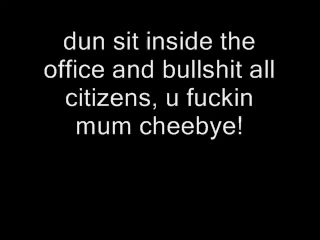 dun sit inside the
office and bullshit all
citizens, u fuckin
mum cheebye!